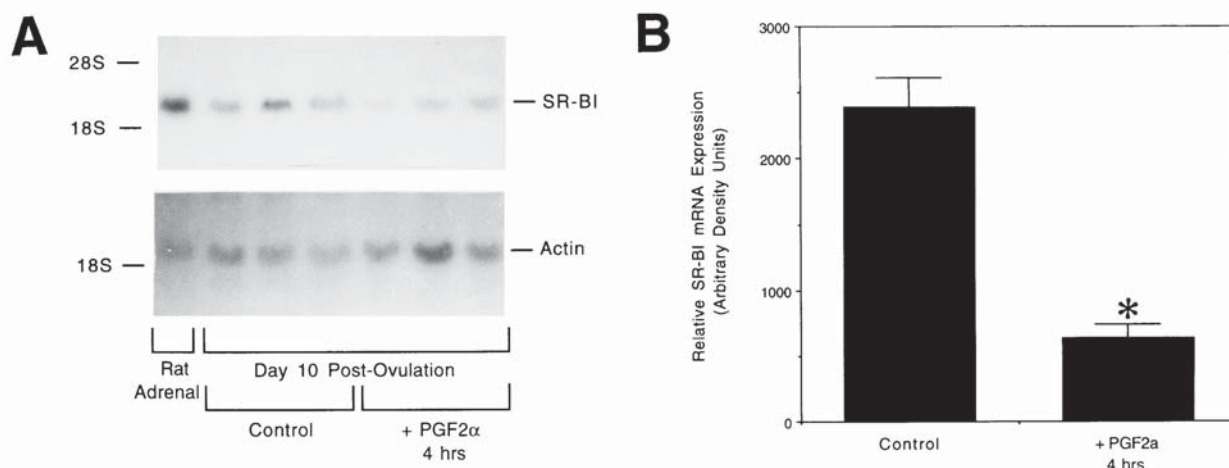 A
28S
18S
SR-BI
18S
Actin
Rat
Adrenal
Day 10 Post-Ovulation
Control
+ PGF2α
4 hrs
B
Relative SR-BI mRNA Expression
(Arbitrary Density Units)
3000
2000
1000
0
*
Control
+ PGF2a
4 hrs